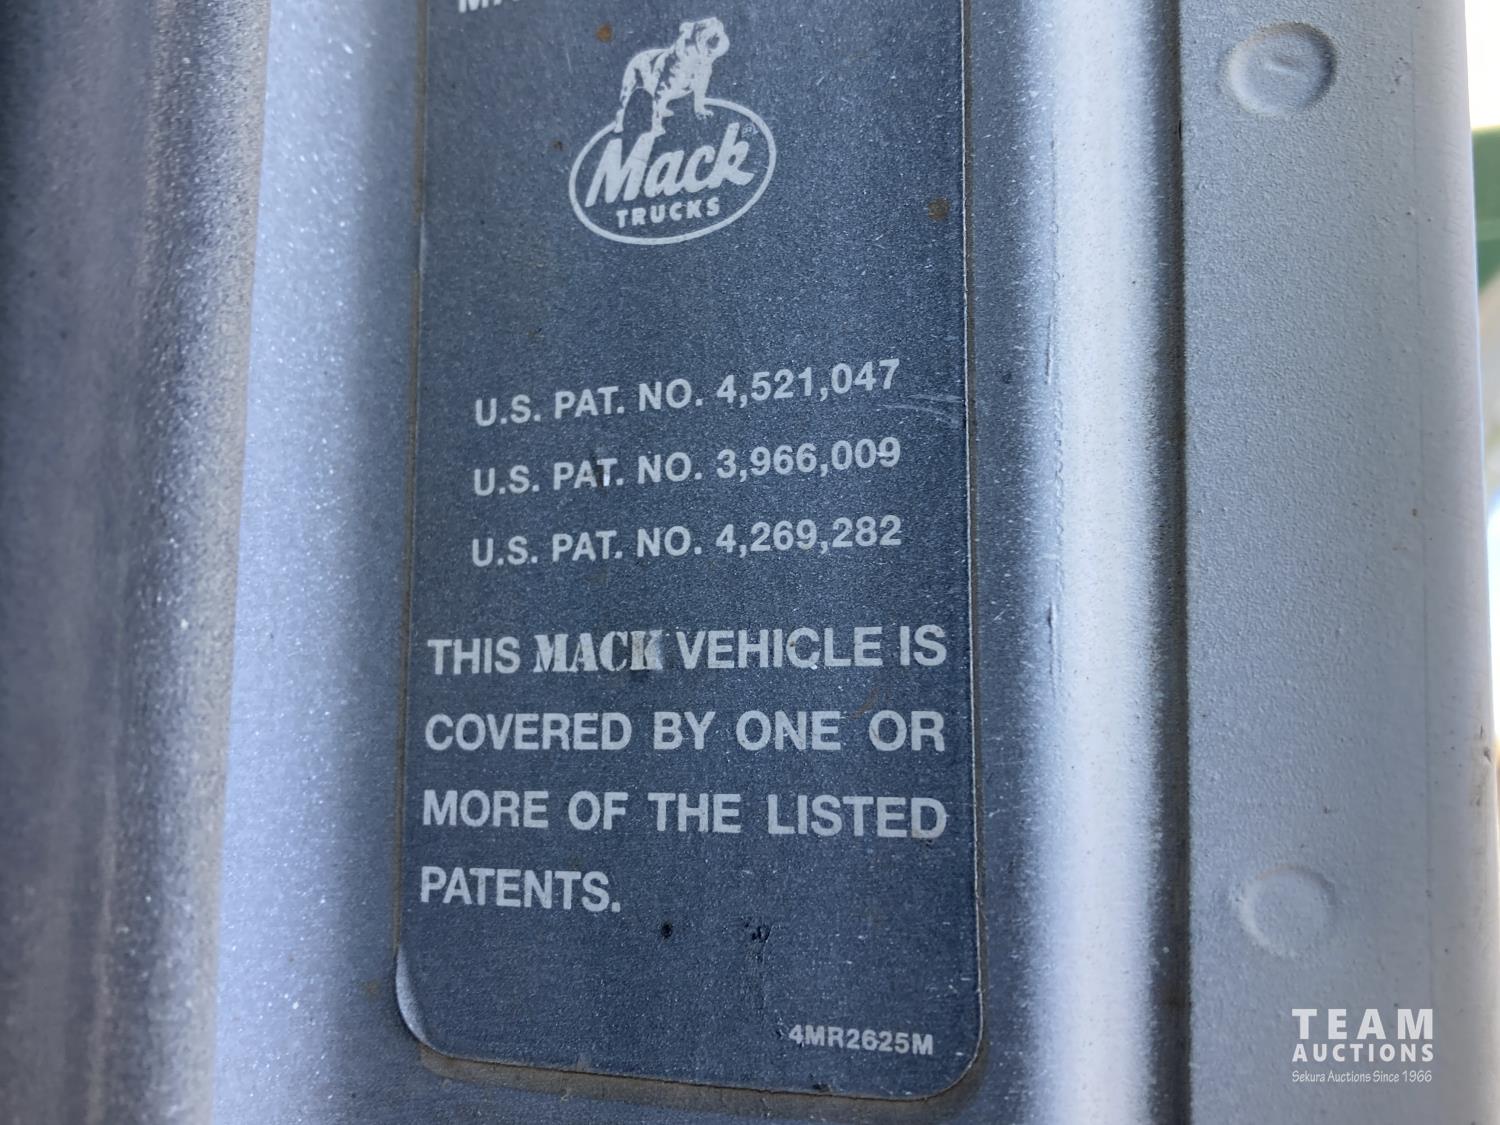 Mack®
TRUCKS
U.S. PAT. NO. 4,521,047
U.S. PAT. NO. 3,966,009
U.S. PAT. NO. 4,269,282
THIS MACK VEHICLE IS
COVERED BY ONE OR
MORE OF THE LISTED
PATENTS.
4MR2625M
TEAM
AUCTIONS
Sekura Auctions Since 1966